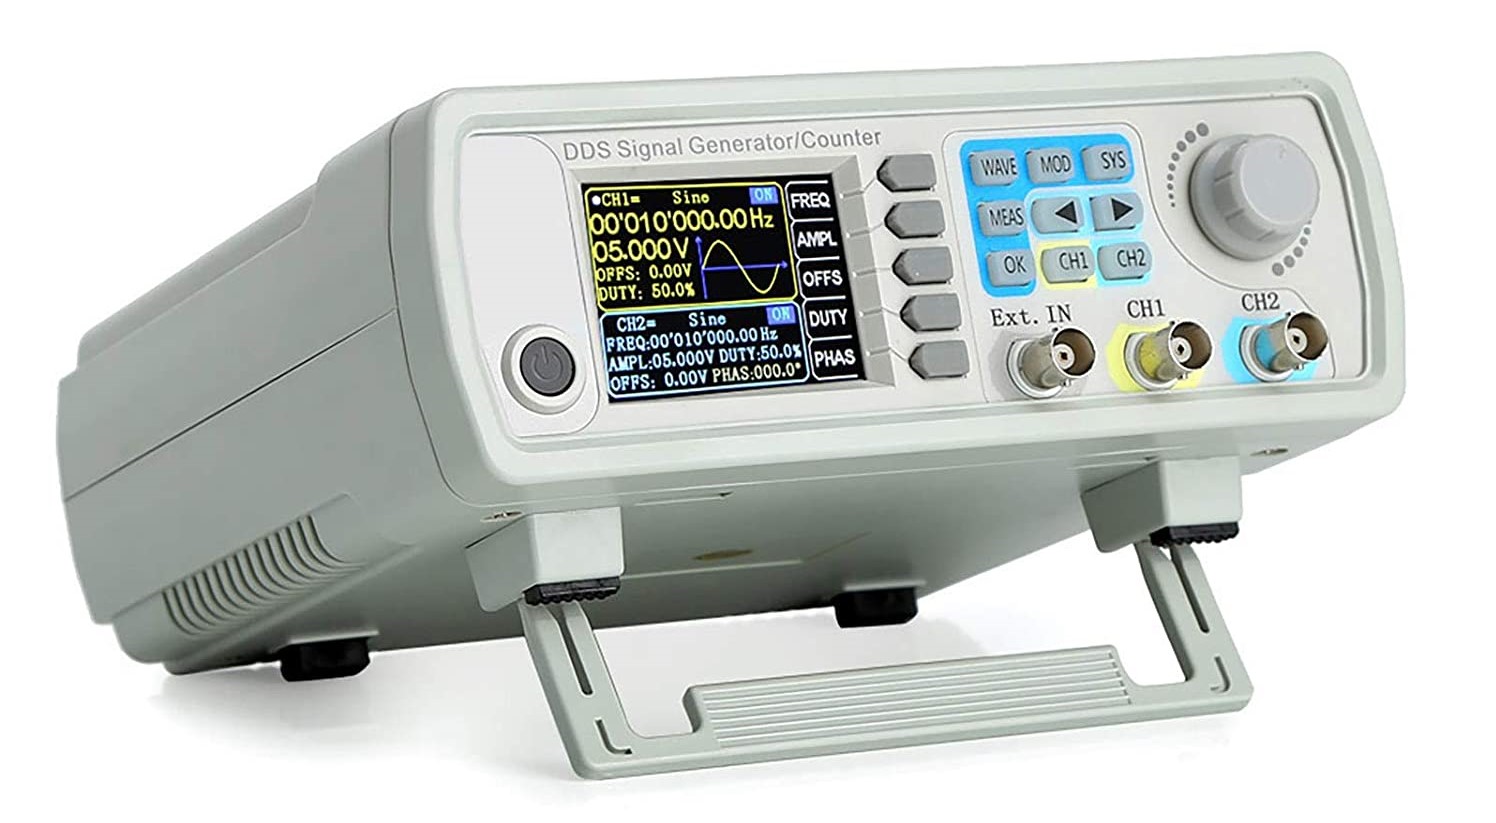 DDS Signal Generator/Counter
●CH1= Sine ON
00'010'000.00 Hz
05.000V
OFFS: 0.00V
DUTY: 50.0%
CH2= Sine ON
FREQ:00'010'000.00 Hz
AMPL:05.000V DUTY:50.0%
OFFS: 0.00V PHAS:000.0°
FREQ
AMPL
OFFS
DUTY
PHAS
WAVE MOD SYS
MEAS
OK CH1 CH2
Ext. IN CH1 CH2